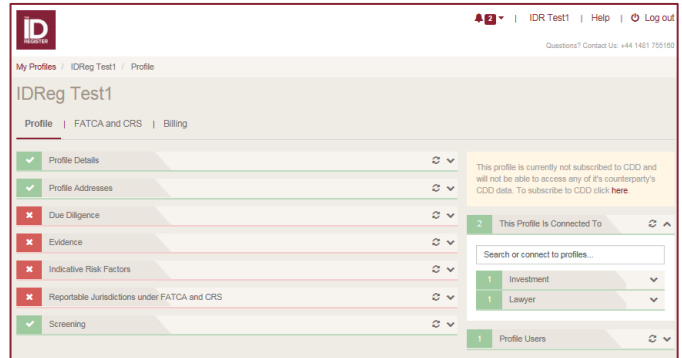 THE
ID
REGISTER
2 | IDR Test1 | Help | Log out
Questions? Contact Us: +44 1481 755160
My Profiles / IDReg Test1 / Profile
IDReg Test1
Profile | FATCA and CRS | Billing
Profile Details
Profile Addresses
Due Diligence
Evidence
Indicative Risk Factors
Reportable Jurisdictions under FATCA and CRS
Screening
This profile is currently not subscribed to CDD and
will not be able to access any of it's counterparty's
CDD data. To subscribe to CDD click here.
2 This Profile Is Connected To
Search or connect to profiles...
1 Investment
1 Lawyer
1 Profile Users